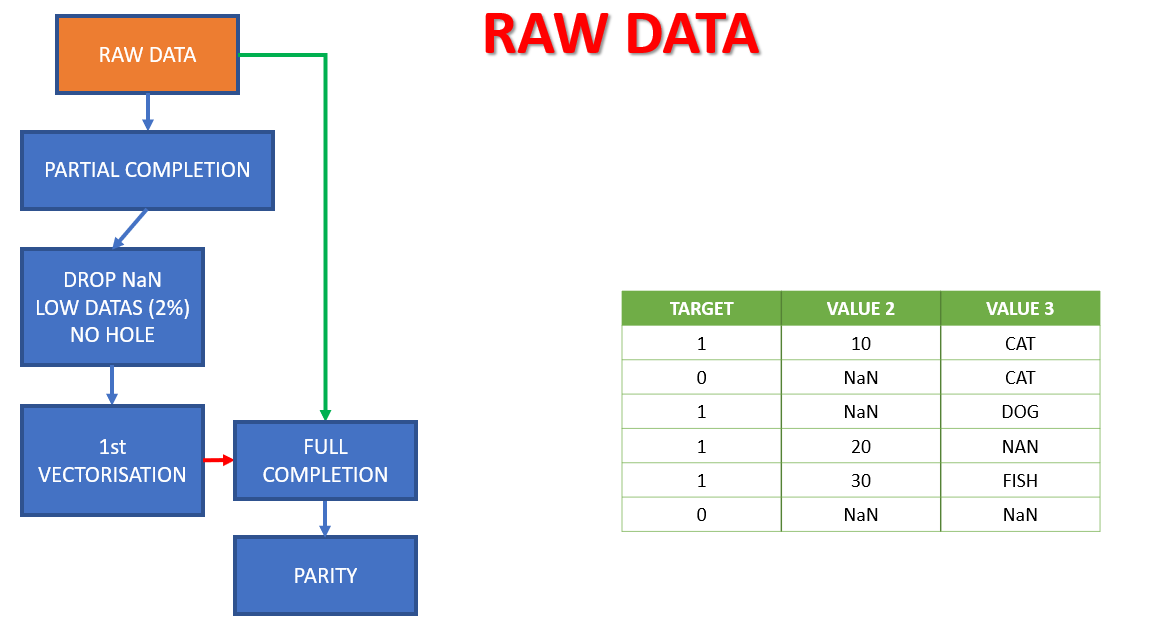 RAW DATA
RAW DATA
PARTIAL COMPLETION
DROP NaN
LOW DATAS (2%)
NO HOLE
1st
VECTORISATION
FULL
COMPLETION
PARITY
TARGET VALUE 2 VALUE 3
1 10 CAT
0 NaN CAT
1 NaN DOG
1 20 NAN
1 30 FISH
0 NaN NaN